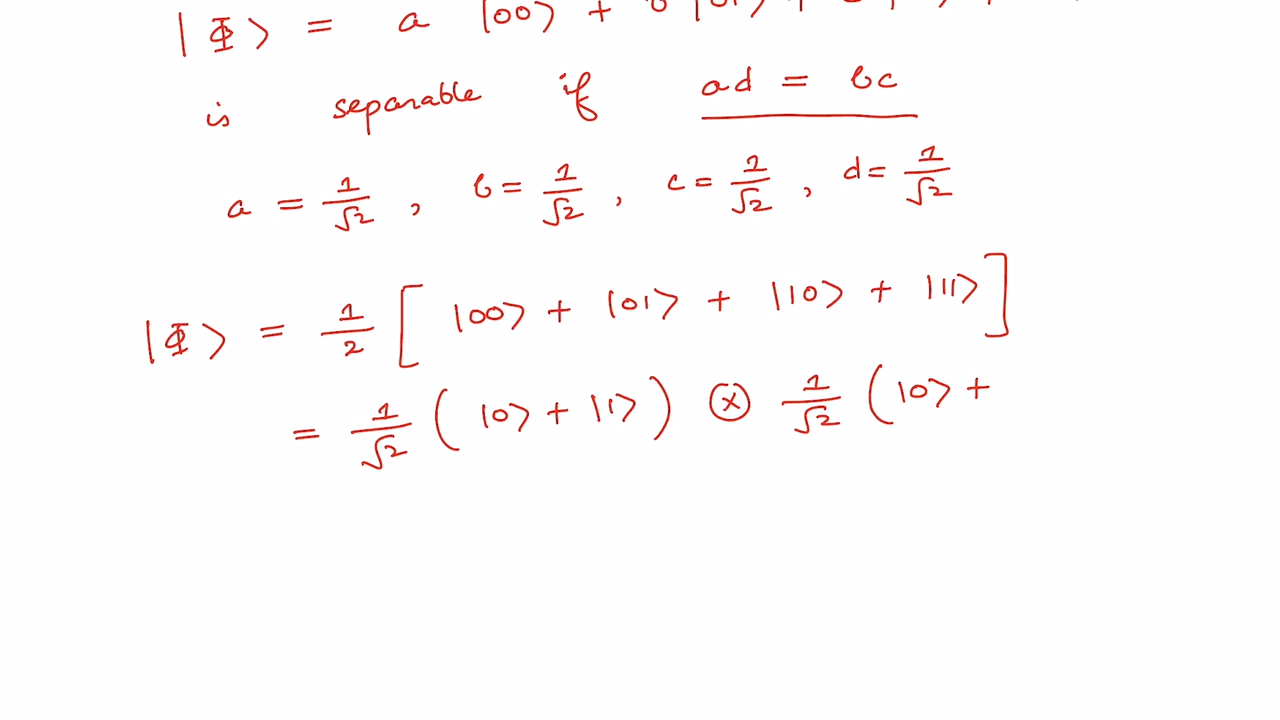 |Φ⟩ = a |00⟩ + b |01⟩ +
is separable if ad = bc
a = 1/√2 , b = 1/√2 , c = 1/√2 , d = 1/√2
|Φ⟩ = 1/2 [ |00⟩ + |01⟩ + |10⟩ + |11⟩ ]
= 1/√2 ( |0⟩ + |1⟩ ) ⊗ 1/√2 ( |0⟩ +